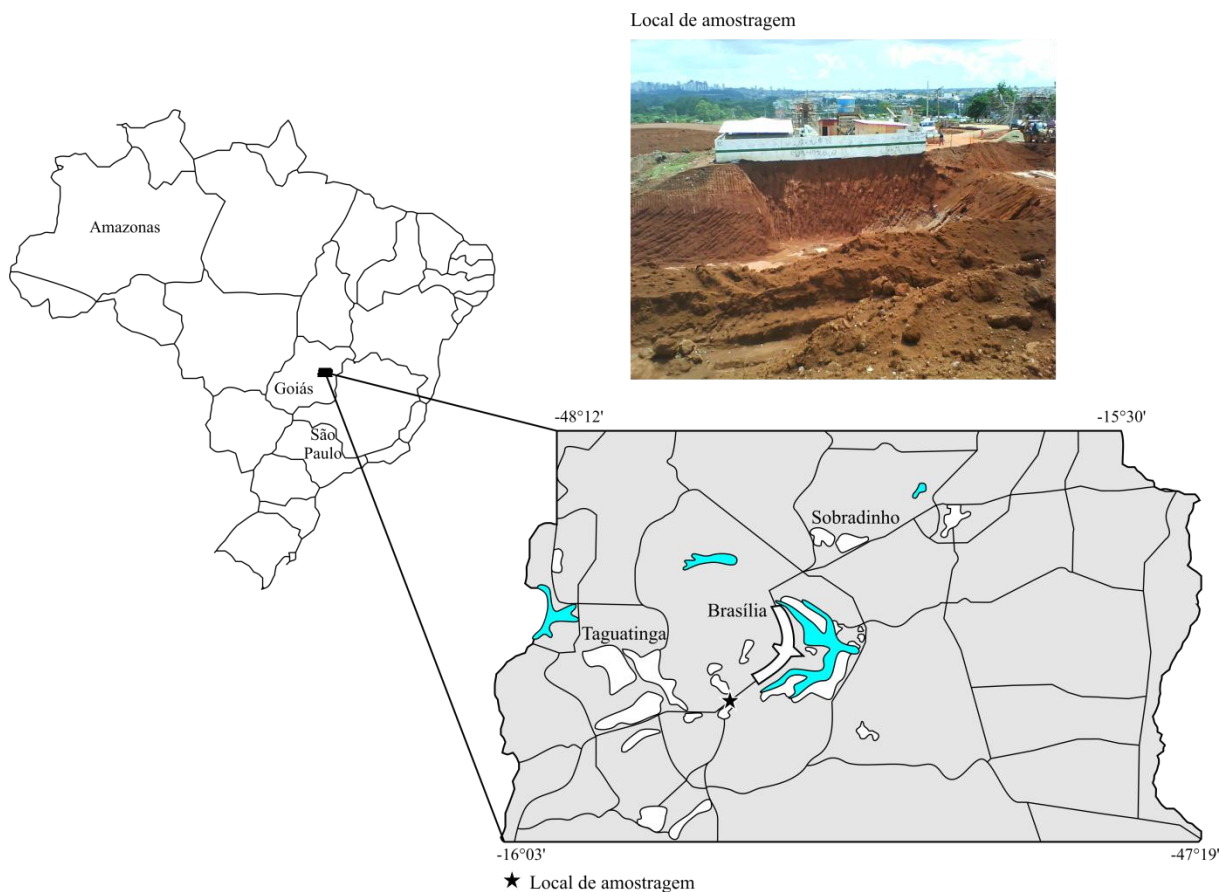 Local de amostragem
Amazonas
Goiás
São
Paulo
-48°12'
-15°30'
Sobradinho
Brasília
Taguatinga
-16°03'
-47°19'
★ Local de amostragem